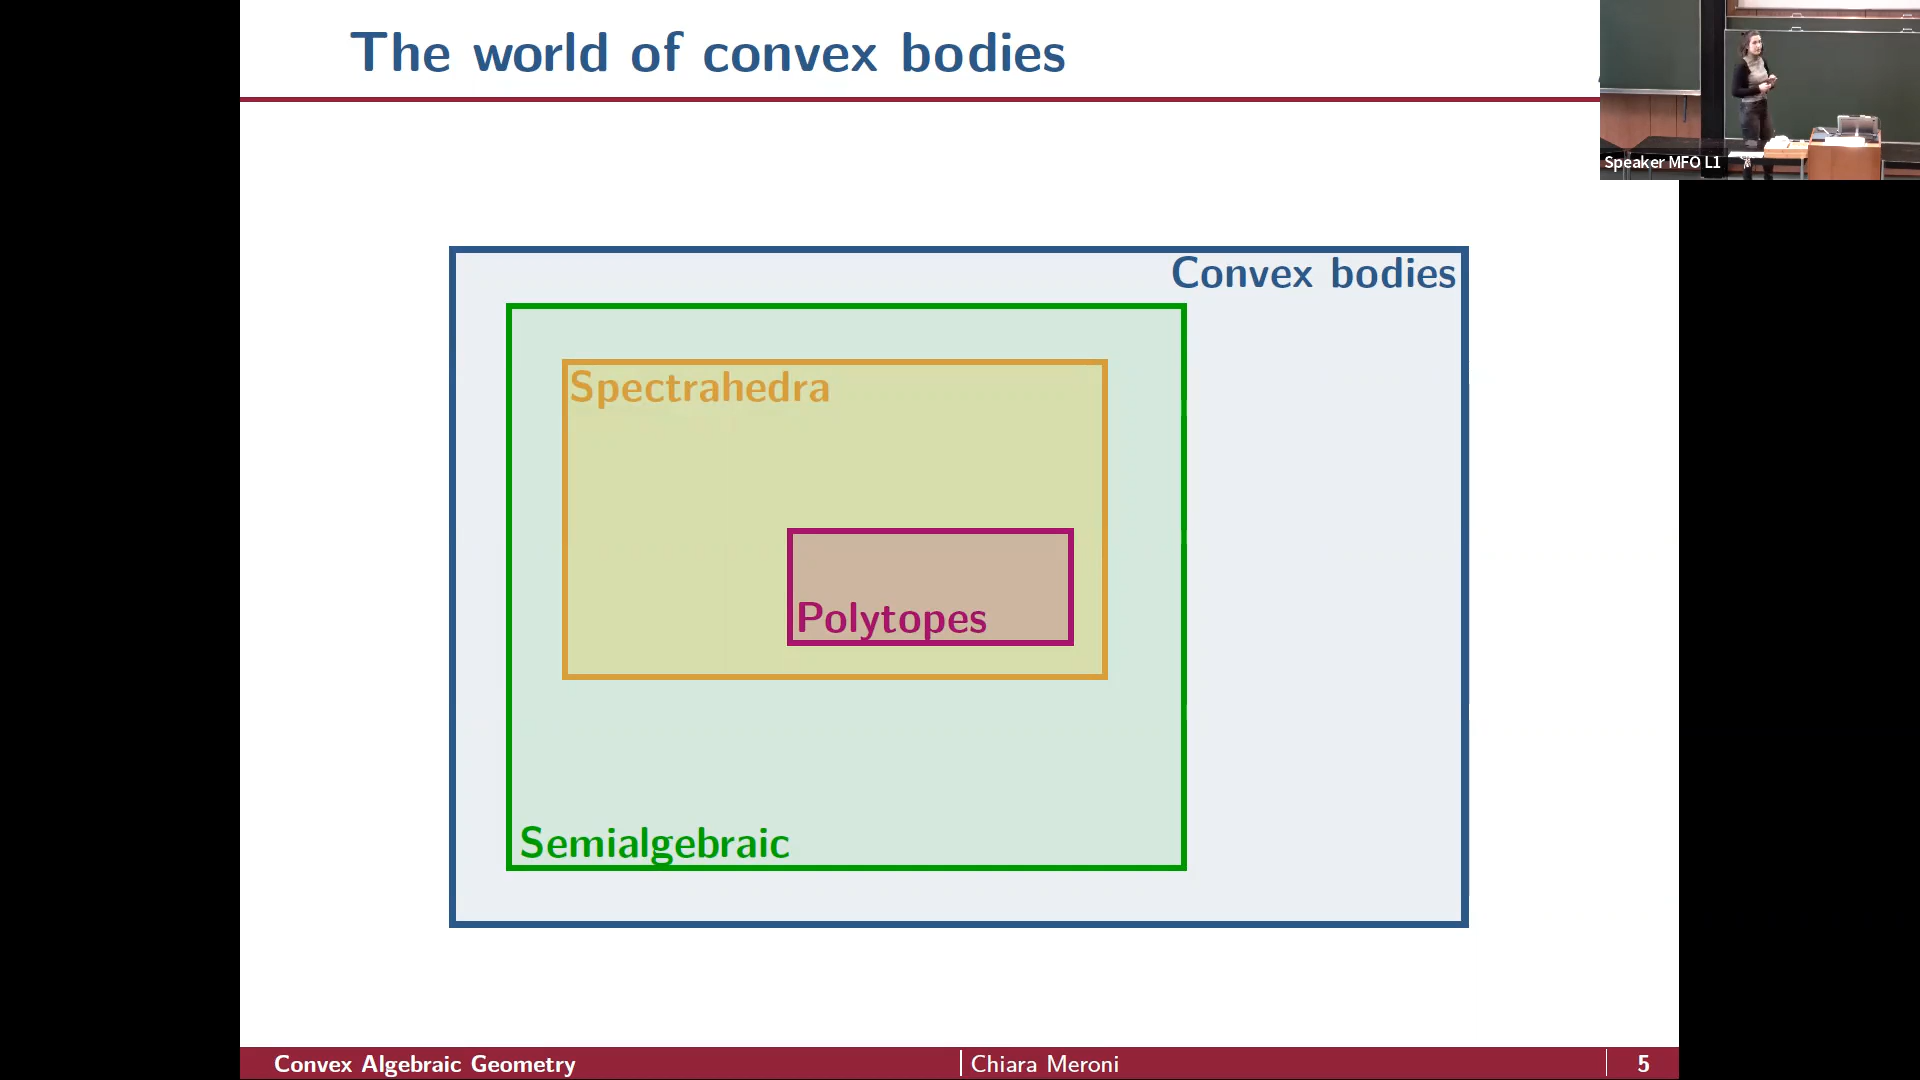 The world of convex bodies
Speaker MFO L1
Convex bodies
Spectrahedra
Polytopes
Semialgebraic
Convex Algebraic Geometry
Chiara Meroni
5